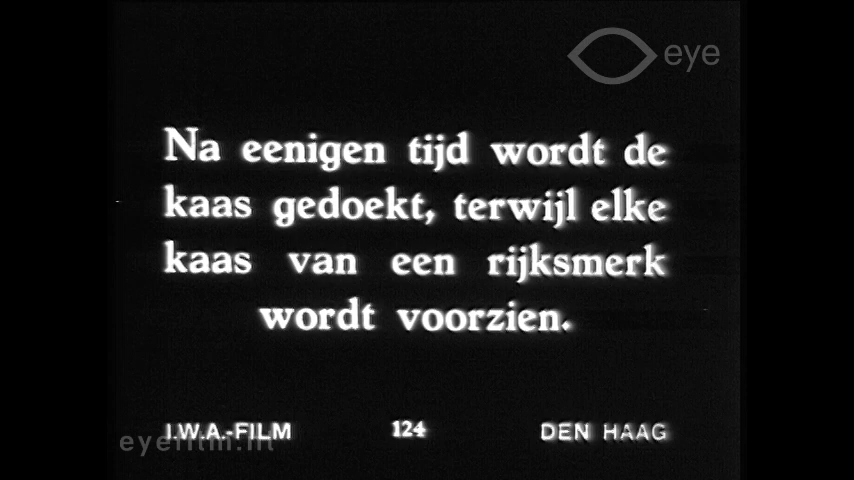 eye
Na eenigen tijd wordt de
kaas gedoekt, terwijl elke
kaas van een rijksmerk
wordt voorzien.
I.W.A.-FILM 124 DEN HAAG
eyefilm.nl